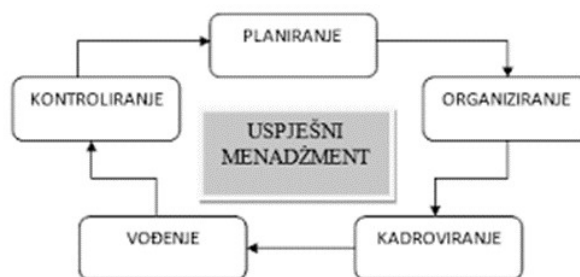 PLANIRANJE
KONTROLIRANJE
ORGANIZIRANJE
USPJEŠNI
MENADŽMENT
VOĐENJE
KADROVIRANJE